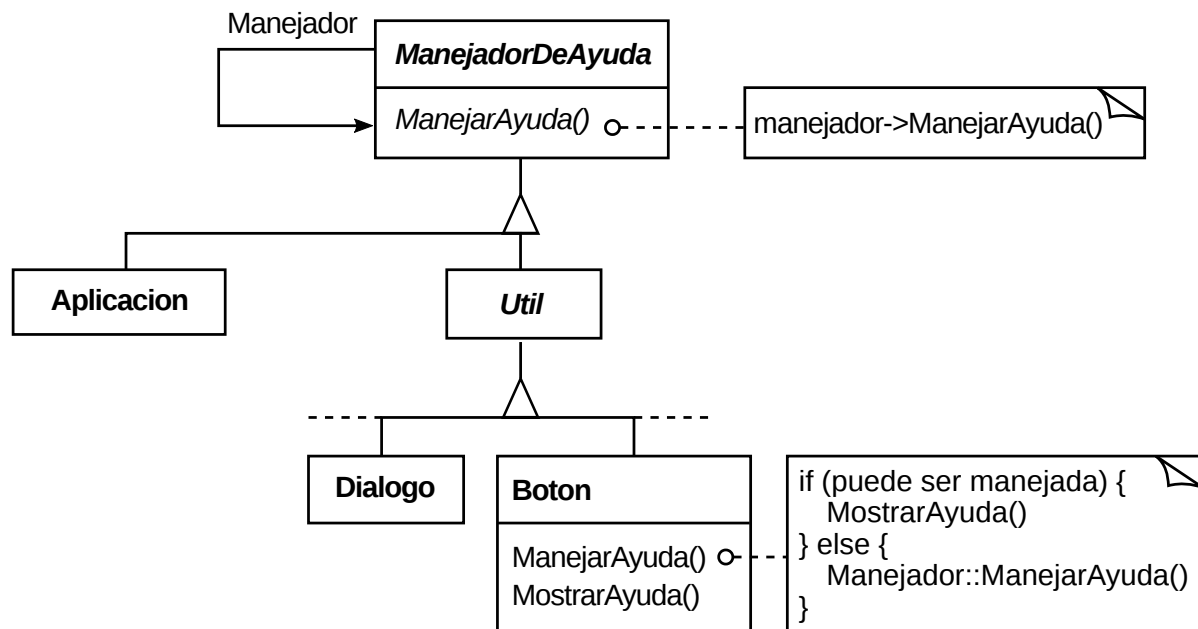 Manejador
ManejadorDeAyuda
ManejarAyuda()
manejador->ManejarAyuda()
Aplicacion
Util
Dialogo
Boton
ManejarAyuda()
MostrarAyuda()
if (puede ser manejada) {
MostrarAyuda()
} else {
Manejador::ManejarAyuda()
}